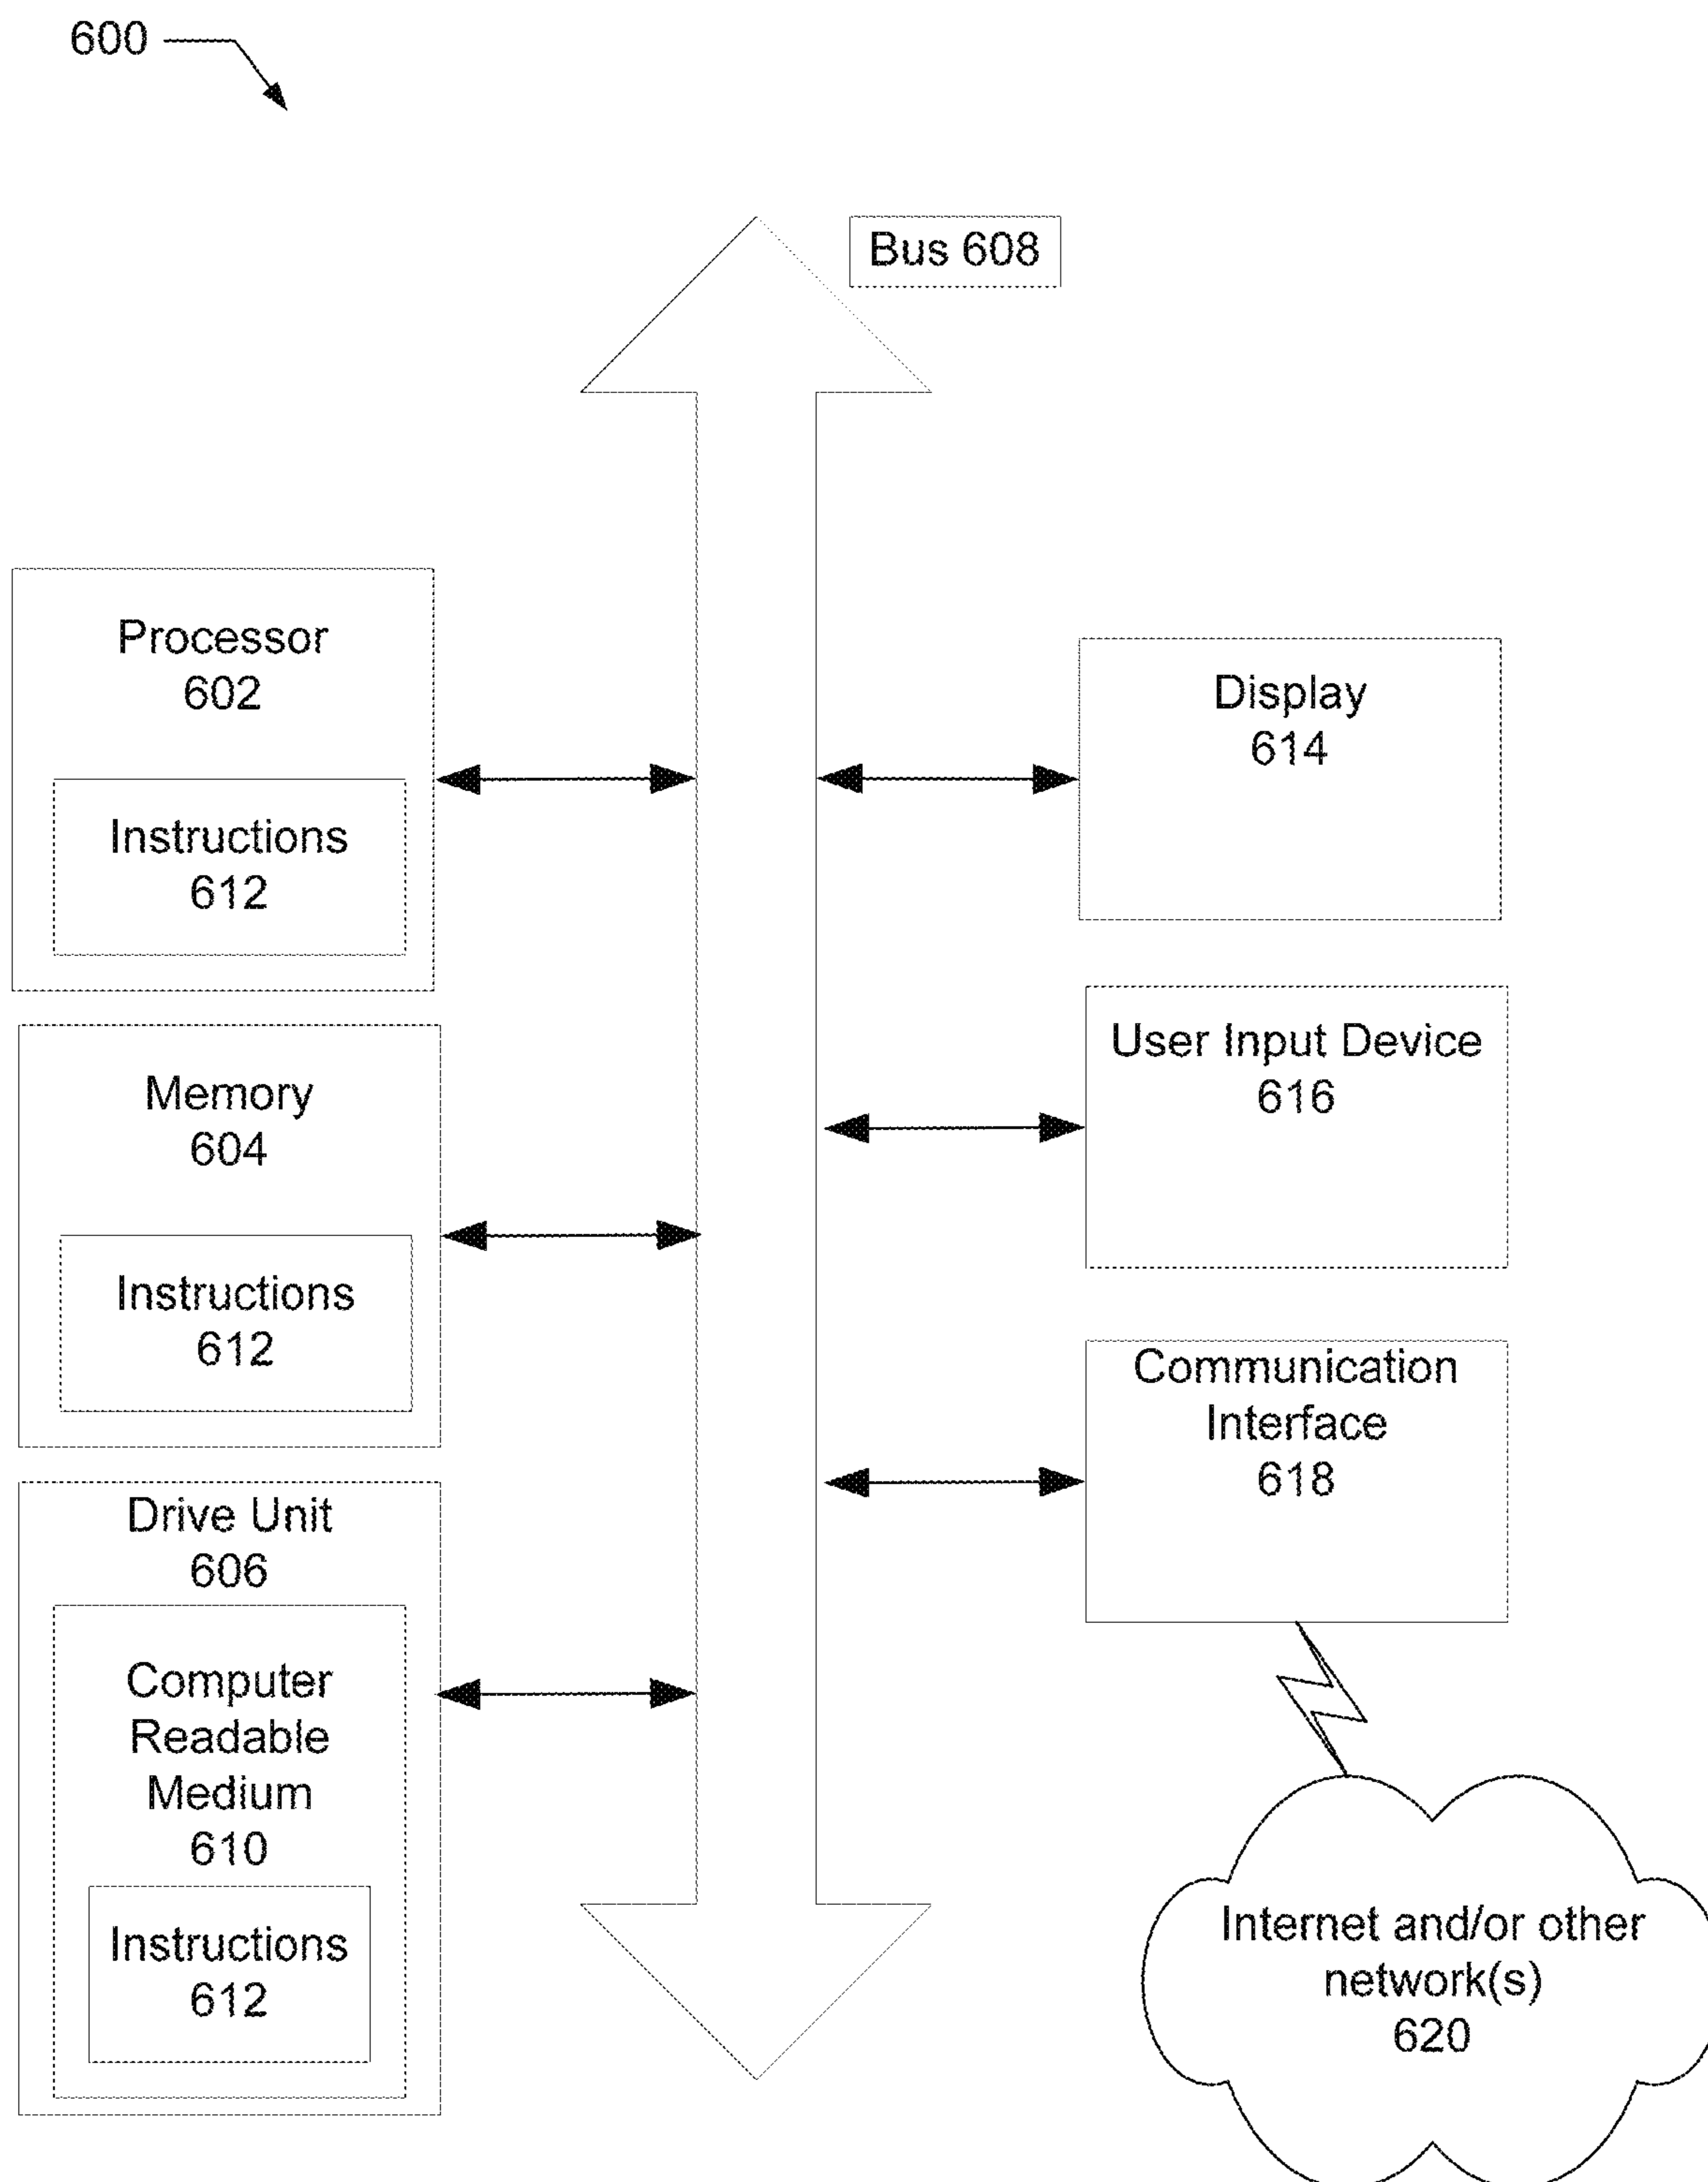 600
Bus 608
Processor
602
Instructions
612
Memory
604
Instructions
612
Drive Unit
606
Computer
Readable
Medium
610
Instructions
612
Display
614
User Input Device
616
Communication
Interface
618
Internet and/or other
network(s)
620